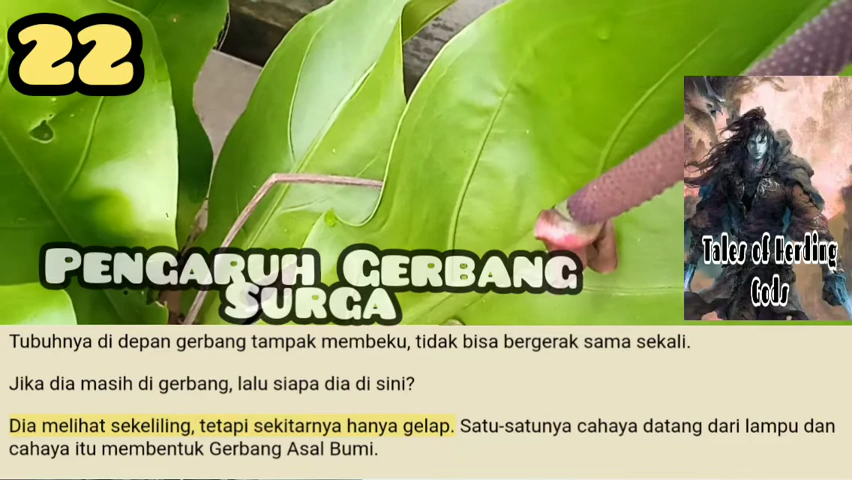 22
PENGARUH GERBANG
SURGA
Tales of Herding
Gods
Tubuhnya di depan gerbang tampak membeku, tidak bisa bergerak sama sekali.
Jika dia masih di gerbang, lalu siapa dia di sini?
Dia melihat sekeliling, tetapi sekitarnya hanya gelap. Satu-satunya cahaya datang dari lampu dan
cahaya itu membentuk Gerbang Asal Bumi.